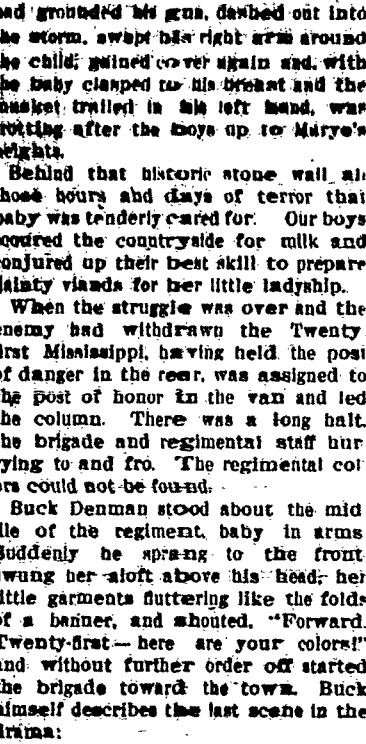 had grounded his gun, dashed out into
he storm, swept his right arm around
he child, gained cover again and, with
he baby clasped to his breast and the
musket trailed in his left hand, was
rotting after the boys up to Marye's
heights.
Behind that historic stone wall all
hose hours and days of terror that
baby was tenderly cared for. Our boys
coured the countryside for milk and
onjured up their best skill to prepare
dainty viands for her little ladyship.
When the struggle was over and the
enemy had withdrawn the Twenty
first Mississippi, having held the post
of danger in the rear, was assigned to
the post of honor in the van and led
the column. There was a long halt,
the brigade and regimental staff hur
rying to and fro. The regimental col
ors could not be found.
Buck Denman stood about the mid
dle of the regiment, baby in arms
Suddenly he sprang to the front
swung her aloft above his head, her
little garments fluttering like the folds
of a banner, and shouted, "Forward,
Twenty-first—here are your colors!"
and without further order off started
the brigade toward the town. Buck
himself describes the last scene in the
drama: